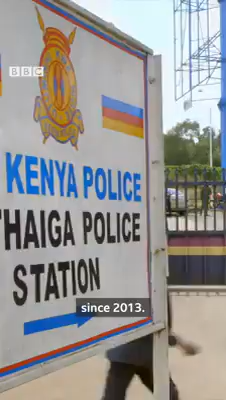 BBC
KENYA POLICE
THAIGA POLICE
STATION
since 2013.